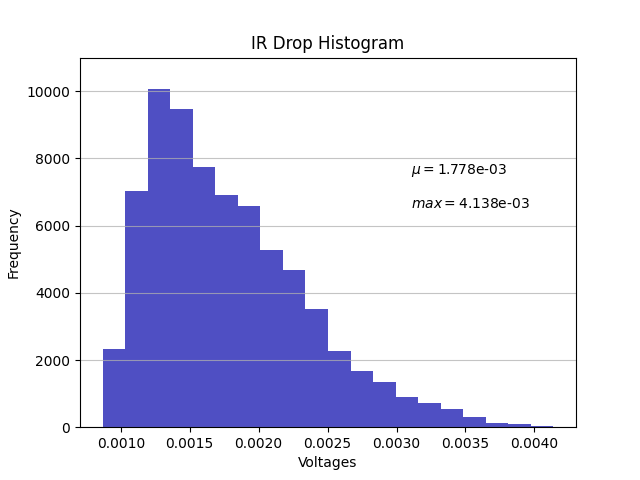 IR Drop Histogram
10000
8000
6000
4000
2000
0
Frequency
μ = 1.778e-03
max = 4.138e-03
0.0010 0.0015 0.0020 0.0025 0.0030 0.0035 0.0040
Voltages